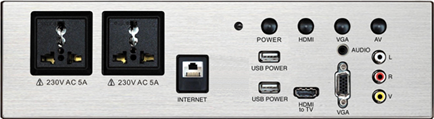 POWER HDMI VGA AV
AUDIO
L
USB POWER
R
⚠ 230V AC 5A ⚠ 230V AC 5A
INTERNET
USB POWER
HDMI
to TV
VGA
V